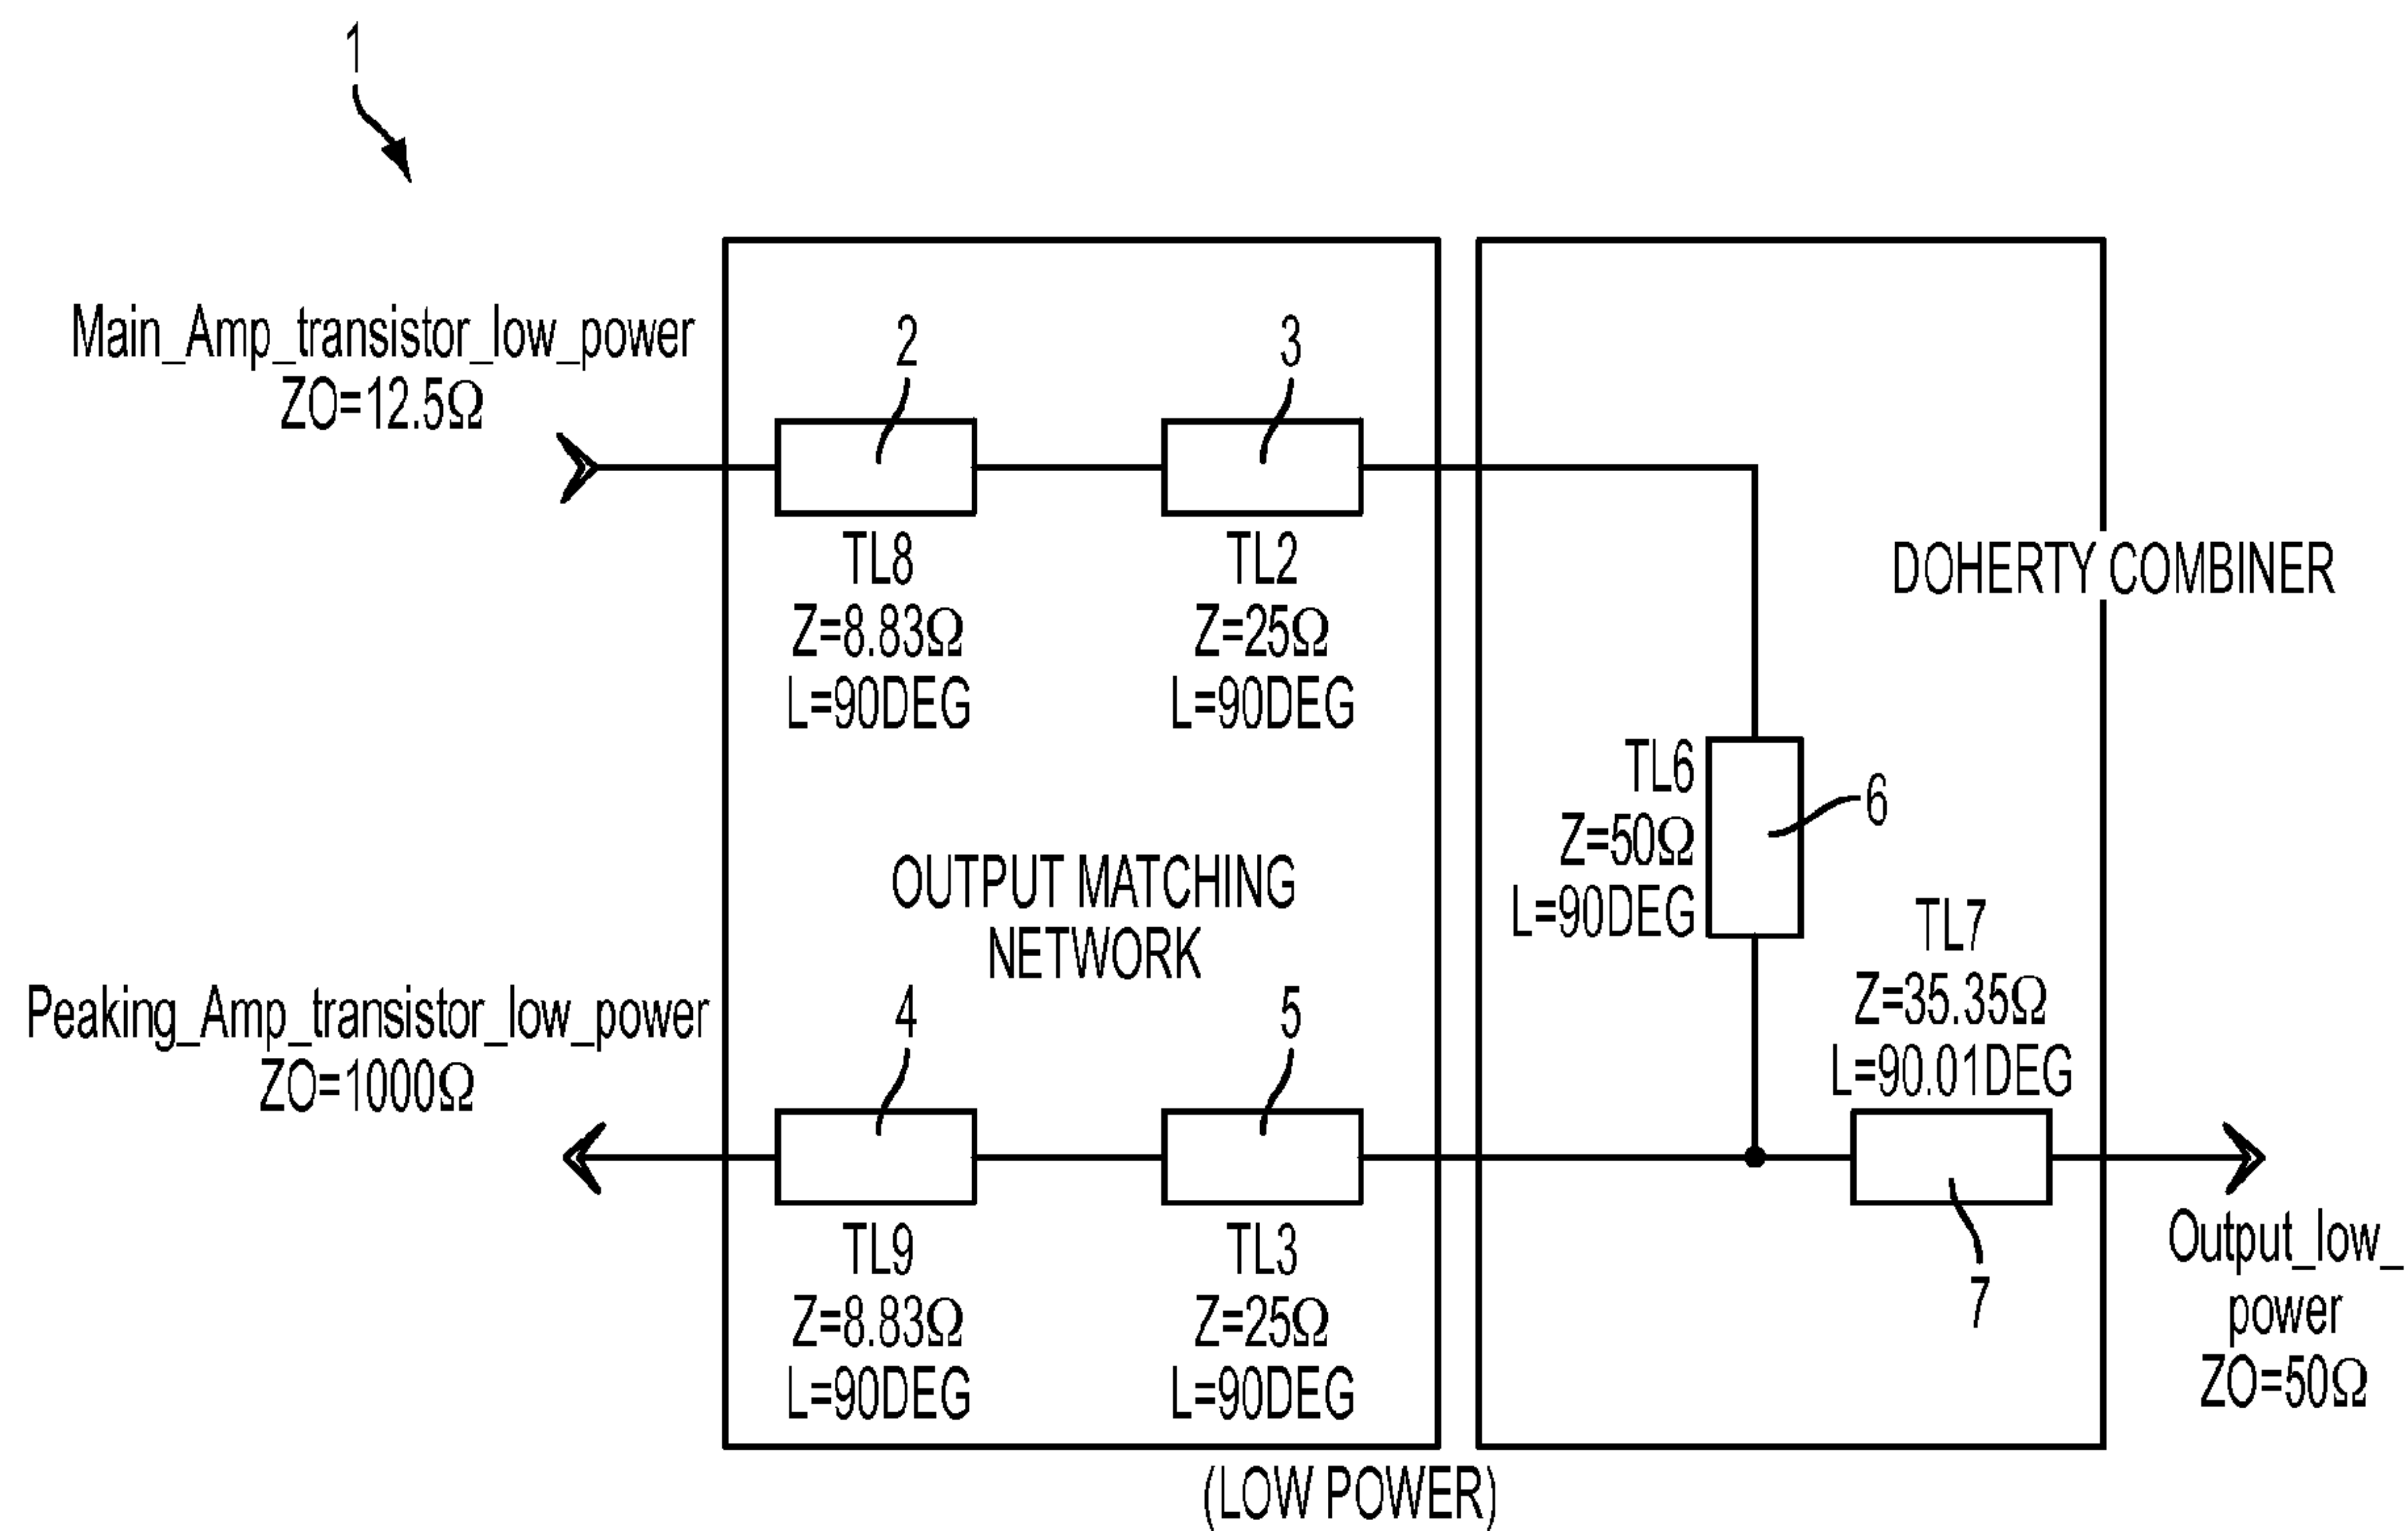 1
Main_Amp_transistor_low_power
ZO=12.5Ω
2
3
TL8
Z=8.83Ω
L=90DEG
TL2
Z=25Ω
L=90DEG
DOHERTY COMBINER
TL6
Z=50Ω
L=90DEG
6
OUTPUT MATCHING
NETWORK
TL7
Z=35.35Ω
L=90.01DEG
Peaking_Amp_transistor_low_power
ZO=1000Ω
4
5
TL9
Z=8.83Ω
L=90DEG
TL3
Z=25Ω
L=90DEG
7
Output_low_
power
ZO=50Ω
(LOW POWER)